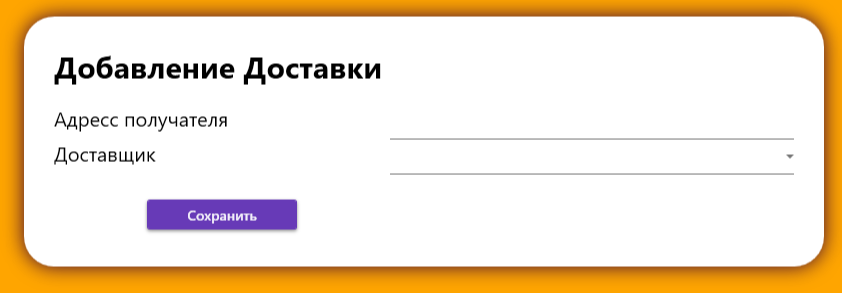 Добавление Доставки
Адресс получателя
Доставщик
Сохранить